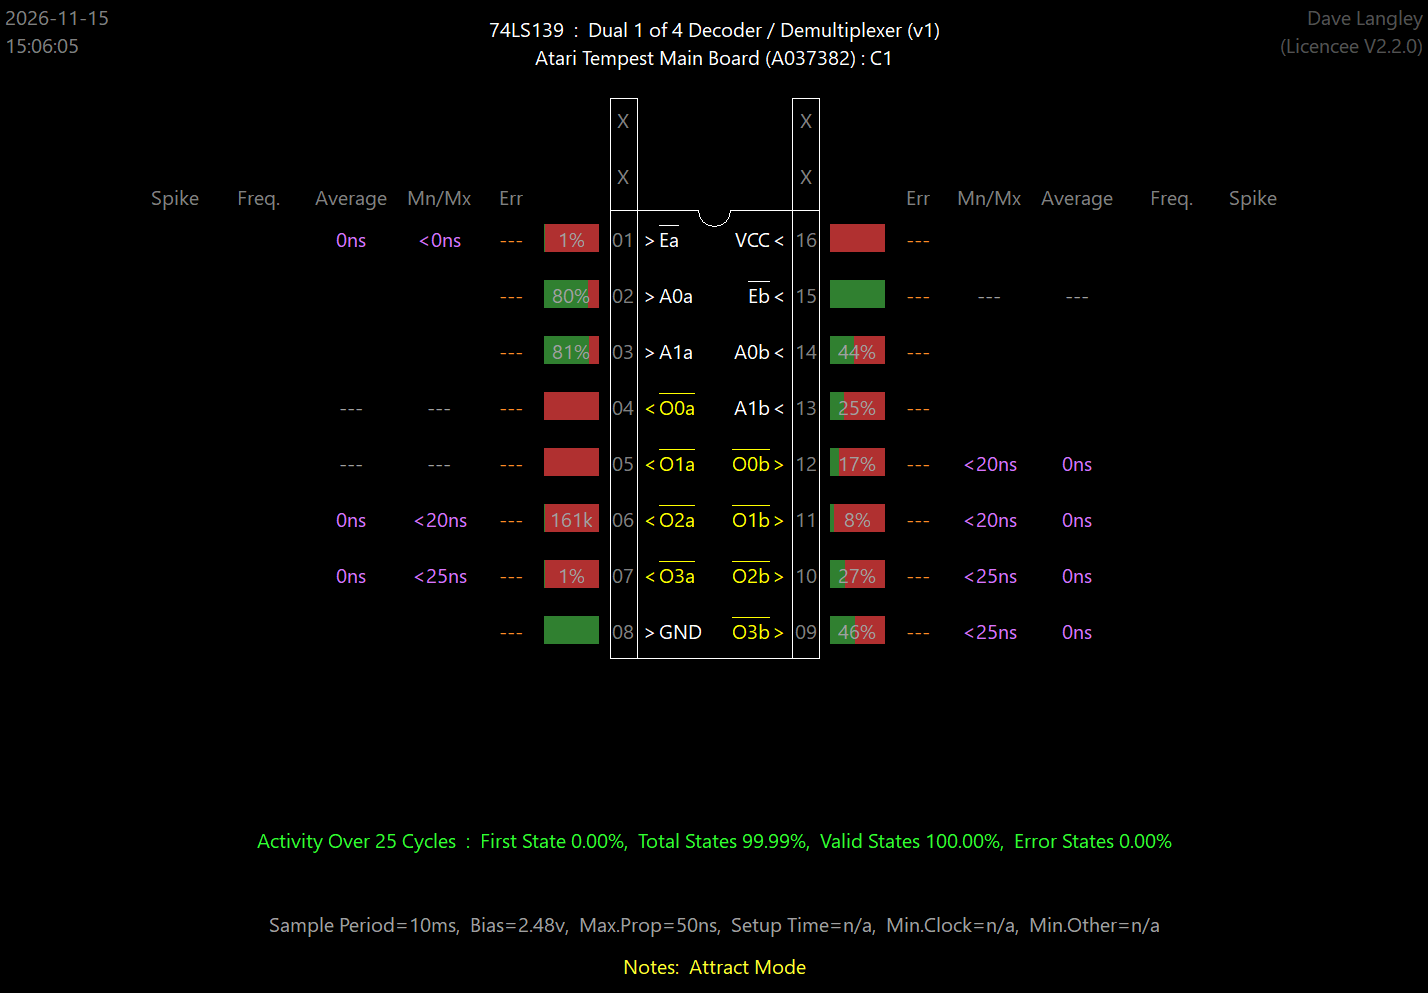 2026-11-15
15:06:05
74LS139 : Dual 1 of 4 Decoder / Demultiplexer (v1)
Atari Tempest Main Board (A037382) : C1
Dave Langley
(Licencee V2.2.0)
X X
X X
Spike Freq. Average Mn/Mx Err Err Mn/Mx Average Freq. Spike
0ns <0ns --- 1% 01 > Ea VCC < 16 ---
--- 80% 02 > A0a Eb < 15 --- --- ---
--- 81% 03 > A1a A0b < 14 44% ---
--- --- --- 04 < O0a A1b < 13 25% ---
--- --- --- 05 < O1a O0b > 12 17% --- <20ns 0ns
0ns <20ns --- 161k 06 < O2a O1b > 11 8% --- <20ns 0ns
0ns <25ns --- 1% 07 < O3a O2b > 10 27% --- <25ns 0ns
--- 08 > GND O3b > 09 46% --- <25ns 0ns
Activity Over 25 Cycles : First State 0.00%, Total States 99.99%, Valid States 100.00%, Error States 0.00%
Sample Period=10ms, Bias=2.48v, Max.Prop=50ns, Setup Time=n/a, Min.Clock=n/a, Min.Other=n/a
Notes: Attract Mode